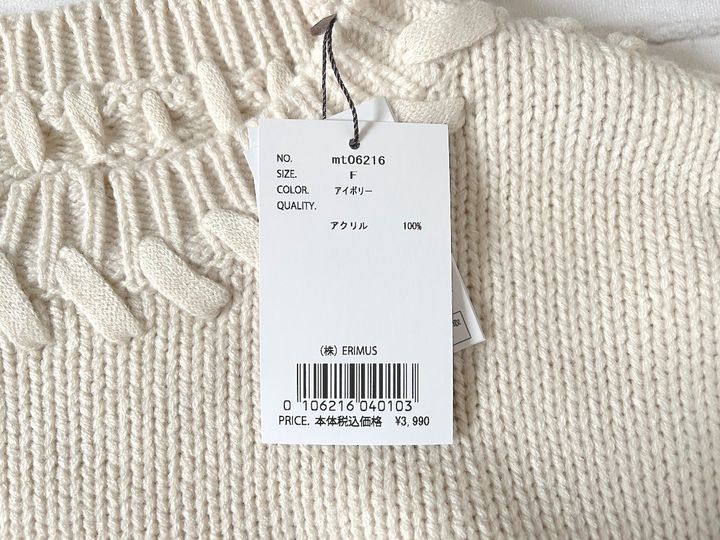 NO. mt06216
SIZE. F
COLOR. アイボリー
QUALITY.
アクリル 100%
(株) ERIMUS
0 106216 040103
PRICE. 本体税込価格 ¥3,990